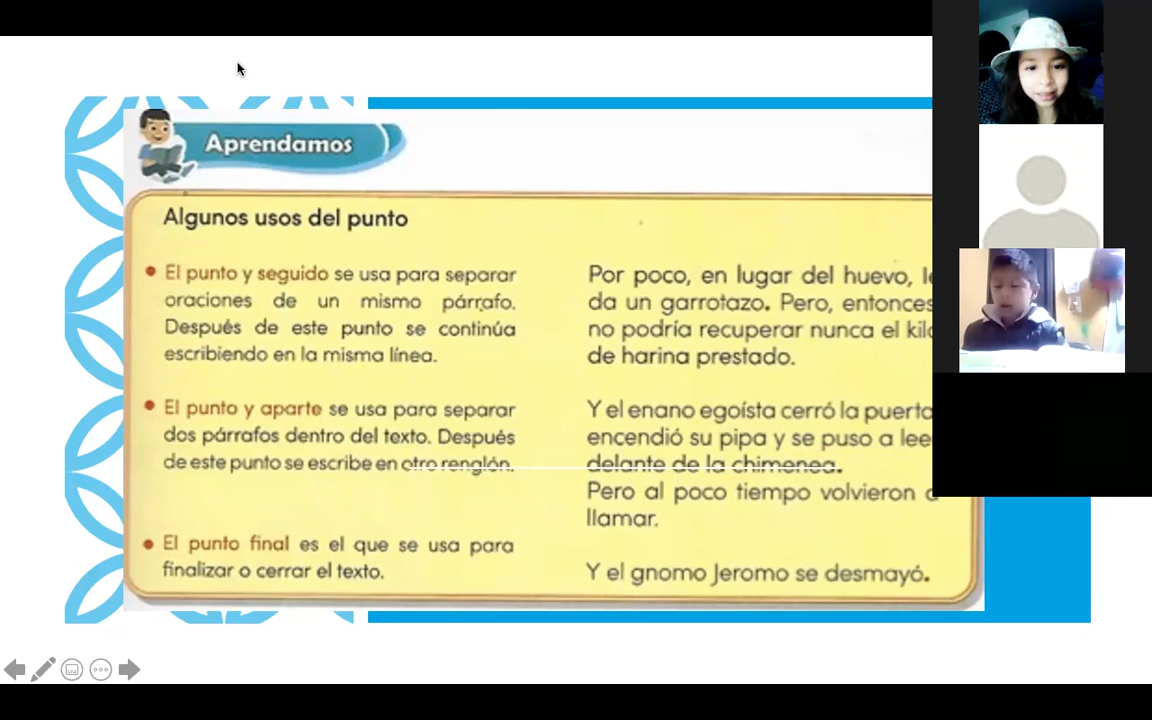 Aprendamos
Algunos usos del punto
El punto y seguido se usa para separar
oraciones de un mismo párrafo.
Después de este punto se continúa
escribiendo en la misma línea.
Por poco, en lugar del huevo,
da un garrotazo. Pero, entonces
no podría recuperar nunca el
de harina prestado.
El punto y aparte se usa para separar
dos párrafos dentro del texto. Después
de este punto se escribe en otro renglón.
Y el enano egoísta cerró la puerta
encendió su pipa y se puso a
delante de la chimenea.
Pero al poco tiempo volvieron
llamar.
El punto final es el que se usa para
finalizar o cerrar el texto.
Y el gnomo Jeromo se desmayó.